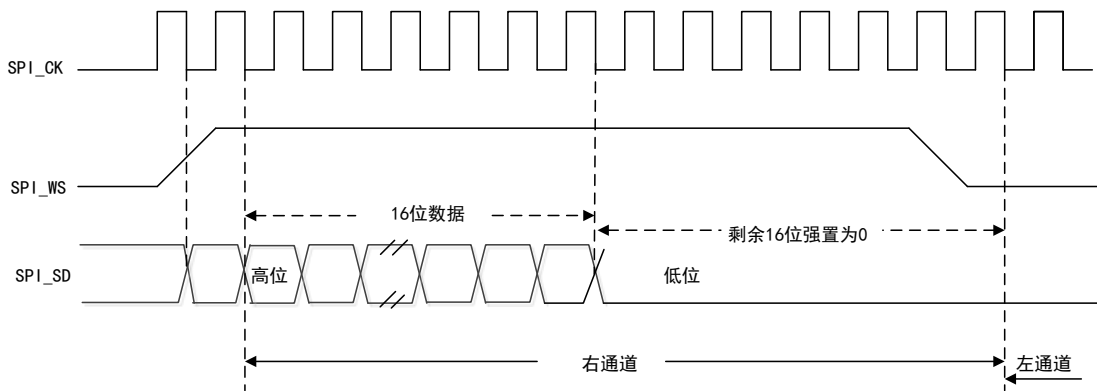 SPI_CK
SPI_WS
16位数据
剩余16位强置为0
SPI_SD
高位
低位
右通道
左通道